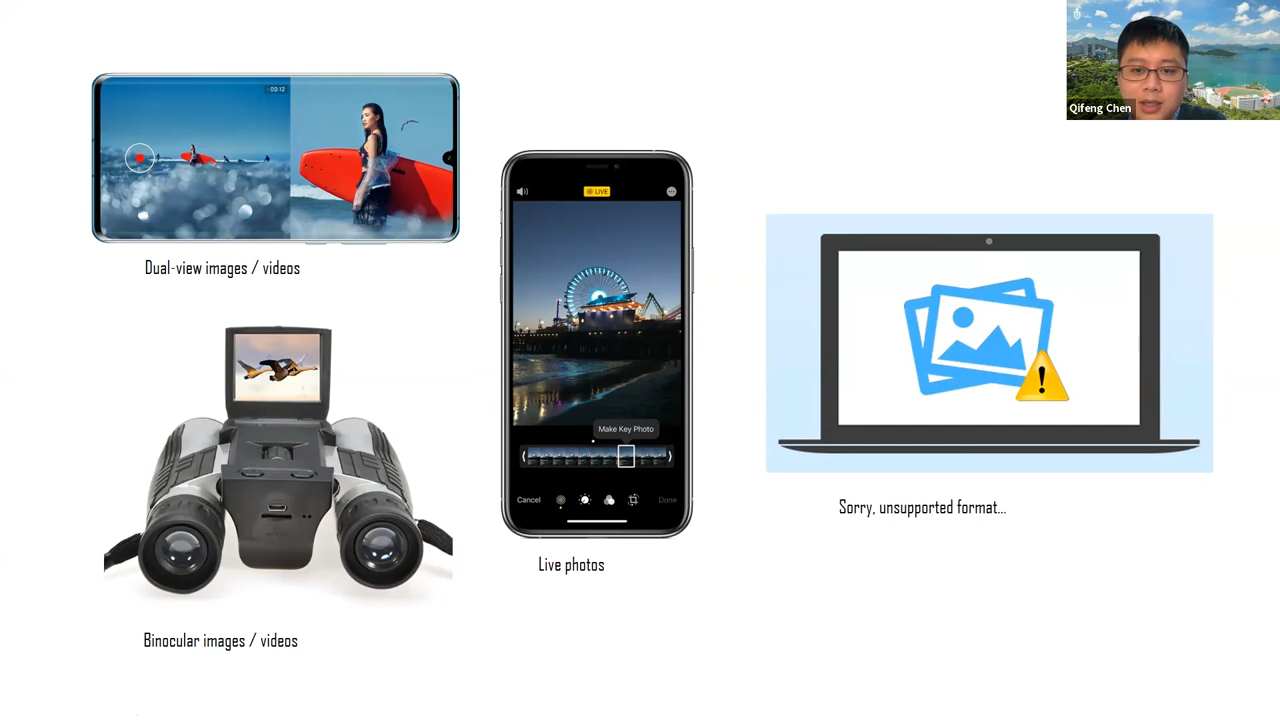 00:12
Dual-view images / videos
LIVE
Make Key Photo
Cancel
Done
Live photos
Binocular images / videos
Sorry, unsupported format...
Qifeng Chen